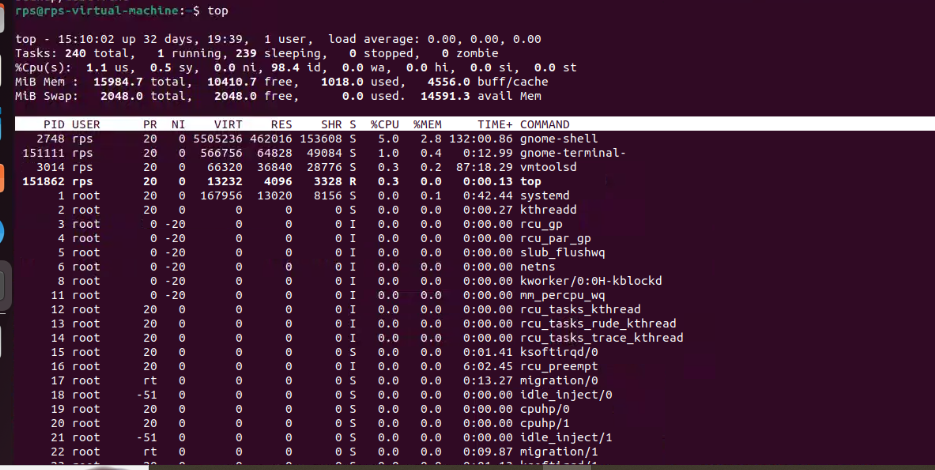 rps@rps-virtual-machine:~$ top
top - 15:10:02 up 32 days, 19:39,  1 user,  load average: 0.00, 0.00, 0.00
Tasks: 240 total,   1 running, 239 sleeping,   0 stopped,   0 zombie
%Cpu(s):  1.1 us,  0.5 sy,  0.0 ni, 98.4 id,  0.0 wa,  0.0 hi,  0.0 si,  0.0 st
MiB Mem :  15984.7 total,  10410.7 free,   1018.0 used,   4556.0 buff/cache
MiB Swap:   2048.0 total,   2048.0 free,      0.0 used.  14591.3 avail Mem
PID USER PR NI VIRT RES SHR S %CPU %MEM TIME+ COMMAND
2748 rps 20 0 5505236 462016 153608 S 5.0 2.8 132:00.86 gnome-shell
151111 rps 20 0 566756 64828 49084 S 1.0 0.4 0:12.99 gnome-terminal-
3014 rps 20 0 66320 36840 28776 S 0.3 0.2 87:18.29 vmtoolsd
151862 rps 20 0 13232 4096 3328 R 0.3 0.0 0:00.13 top
1 root 20 0 167956 13020 8156 S 0.0 0.1 0:42.44 systemd
2 root 20 0 0 0 0 S 0.0 0.0 0:00.27 kthreadd
3 root 0 -20 0 0 0 I 0.0 0.0 0:00.00 rcu_gp
4 root 0 -20 0 0 0 I 0.0 0.0 0:00.00 rcu_par_gp
5 root 0 -20 0 0 0 I 0.0 0.0 0:00.00 slub_flushwq
6 root 0 -20 0 0 0 I 0.0 0.0 0:00.00 netns
8 root 0 -20 0 0 0 I 0.0 0.0 0:00.00 kworker/0:0H-kblockd
11 root 0 -20 0 0 0 I 0.0 0.0 0:00.00 mm_percpu_wq
12 root 20 0 0 0 0 I 0.0 0.0 0:00.00 rcu_tasks_kthread
13 root 20 0 0 0 0 I 0.0 0.0 0:00.00 rcu_tasks_rude_kthread
14 root 20 0 0 0 0 I 0.0 0.0 0:00.00 rcu_tasks_trace_kthread
15 root 20 0 0 0 0 S 0.0 0.0 0:01.41 ksoftirqd/0
16 root 20 0 0 0 0 I 0.0 0.0 6:02.45 rcu_preempt
17 root rt 0 0 0 0 S 0.0 0.0 0:13.27 migration/0
18 root -51 0 0 0 0 S 0.0 0.0 0:00.00 idle_inject/0
19 root 20 0 0 0 0 S 0.0 0.0 0:00.00 cpuhp/0
20 root 20 0 0 0 0 S 0.0 0.0 0:00.00 cpuhp/1
21 root -51 0 0 0 0 S 0.0 0.0 0:00.00 idle_inject/1
22 root rt 0 0 0 0 S 0.0 0.0 0:09.87 migration/1